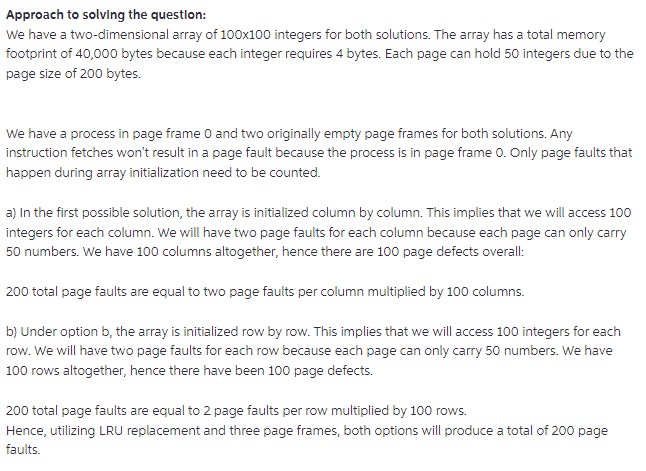 Approach to solving the question:
We have a two-dimensional array of 100x100 integers for both solutions. The array has a total memory
footprint of 40,000 bytes because each integer requires 4 bytes. Each page can hold 50 integers due to the
page size of 200 bytes.
We have a process in page frame 0 and two originally empty page frames for both solutions. Any
instruction fetches won't result in a page fault because the process is in page frame 0. Only page faults that
happen during array initialization need to be counted.
a) In the first possible solution, the array is initialized column by column. This implies that we will access 100
integers for each column. We will have two page faults for each column because each page can only carry
50 numbers. We have 100 columns altogether, hence there are 100 page defects overall:
200 total page faults are equal to two page faults per column multiplied by 100 columns.
b) Under option b, the array is initialized row by row. This implies that we will access 100 integers for each
row. We will have two page faults for each row because each page can only carry 50 numbers. We have
100 rows altogether, hence there have been 100 page defects.
200 total page faults are equal to 2 page faults per row multiplied by 100 rows.
Hence, utilizing LRU replacement and three page frames, both options will produce a total of 200 page
faults.